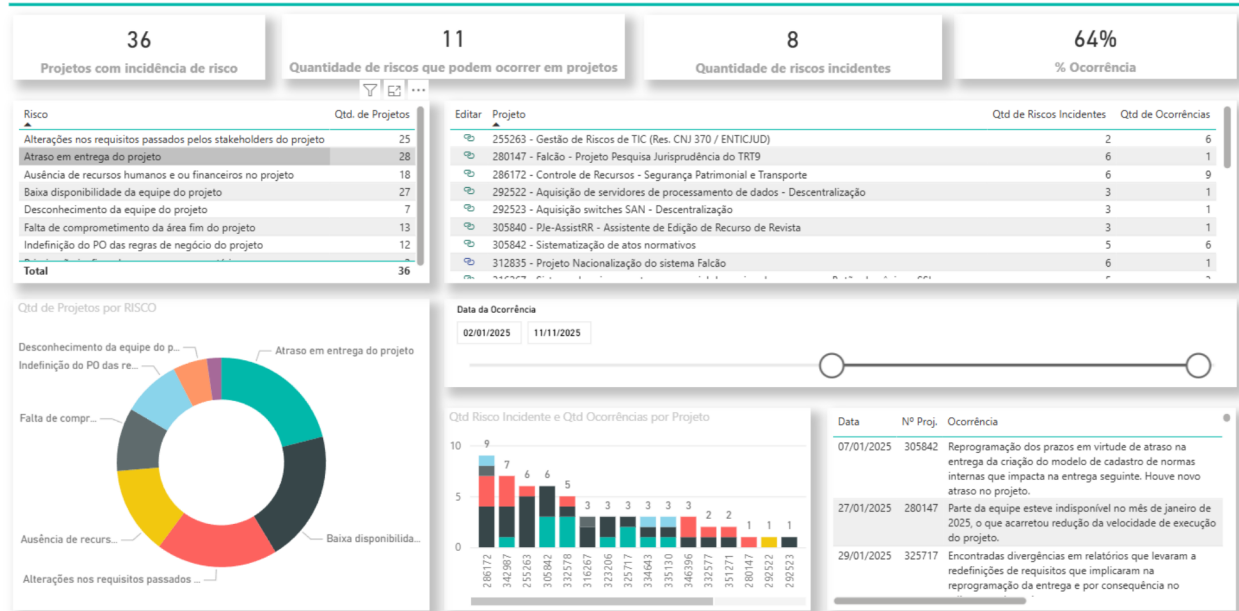 36
Projetos com incidência de risco
11
Quantidade de riscos que podem ocorrer em projetos
8
Quantidade de riscos incidentes
64%
% Ocorrência
Risco Qtd. de Projetos
Alterações nos requisitos passados pelos stakeholders do projeto 25
Atraso em entrega do projeto 28
Ausência de recursos humanos e ou financeiros no projeto 18
Baixa disponibilidade da equipe do projeto 27
Desconhecimento da equipe do projeto 7
Falta de comprometimento da área fim do projeto 13
Indefinição do PO das regras de negócio do projeto 12
Total 36
Editar Projeto Qtd de Riscos Incidentes Qtd de Ocorrências
255263 - Gestão de Riscos de TIC (Res. CNJ 370 / ENTICJUD) 2 6
280147 - Falcão - Projeto Pesquisa Jurisprudência do TRT9 6 1
286172 - Controle de Recursos - Segurança Patrimonial e Transporte 6 9
292522 - Aquisição de servidores de processamento de dados - Descentralização 3 1
292523 - Aquisição switches SAN - Descentralização 3 1
305840 - PJe-AssistRR - Assistente de Edição de Recurso de Revista 3 1
305842 - Sistematização de atos normativos 5 6
312835 - Projeto Nacionalização do sistema Falcão 6 1
Qtd de Projetos por RISCO
Desconhecimento da equipe do p...
Indefinição do PO das re...
Falta de compr...
Ausência de recurs...
Alterações nos requisitos passados ...
Atraso em entrega do projeto
Baixa disponibilida...
Data da Ocorrência
02/01/2025 11/11/2025
Qtd Risco Incidente e Qtd Ocorrências por Projeto
10
5
0
9 7 6 6 5 3 3 3 3 3 3 2 2 1 1 1
286172 342987 255263 305842 332578 316267 323206 325717 334643 335130 346396 332577 351271 280147 292522 292523
Data Nº Proj. Ocorrência
07/01/2025 305842 Reprogramação dos prazos em virtude de atraso na
entrega da criação do modelo de cadastro de normas
internas que impacta na entrega seguinte. Houve novo
atraso no projeto.
27/01/2025 280147 Parte da equipe esteve indisponível no mês de janeiro de
2025, o que acarretou redução da velocidade de execução
do projeto.
29/01/2025 325717 Encontradas divergências em relatórios que levaram a
redefinições de requisitos que implicaram na
reprogramação da entrega e por consequência no